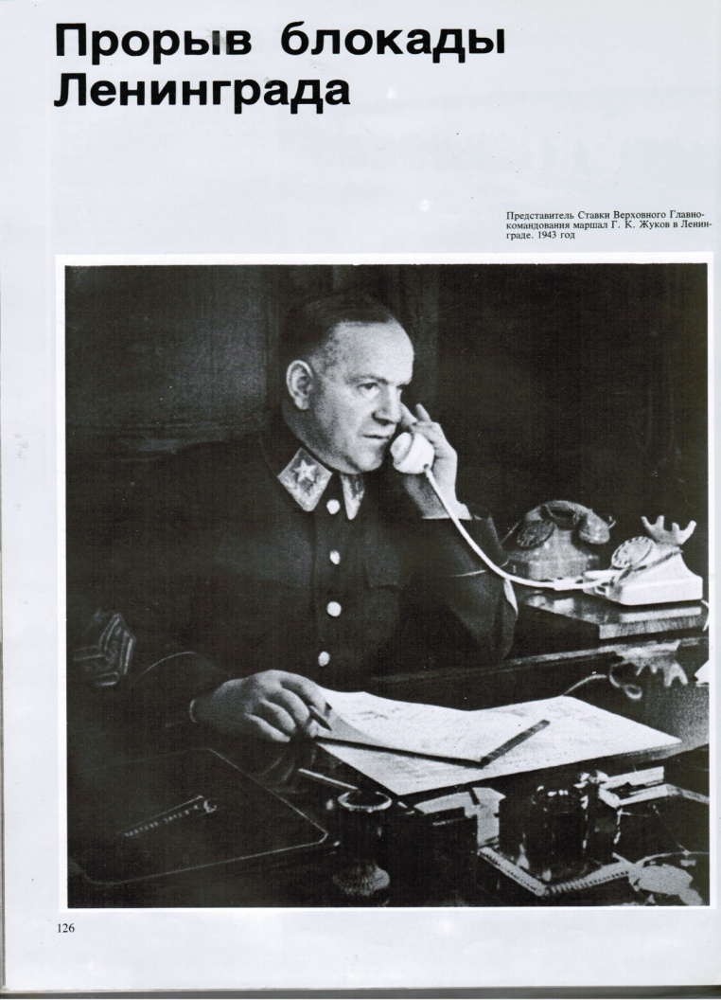 Прорыв блокады
Ленинграда
Представитель Ставки Верховного Главно-
командования маршал Г. К. Жуков в Ленин-
граде. 1943 год
126